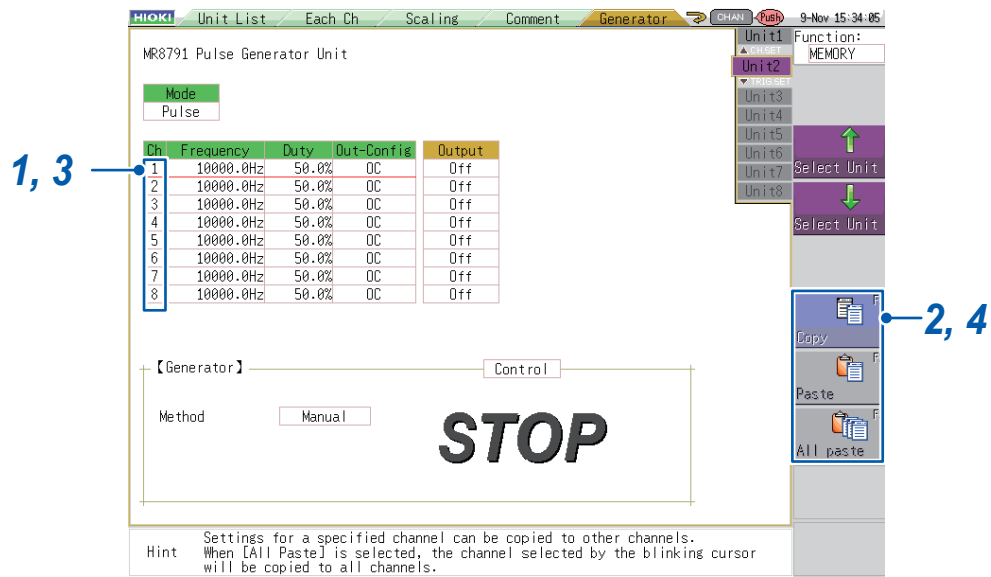 HIOKI Unit List Each Ch Scaling Comment Generator CHAN Push 9-Nov 15:34:05
MR8791 Pulse Generator Unit
Mode
Pulse
Ch Frequency Duty Out-Config Output
1 10000.0Hz 50.0% OC Off
2 10000.0Hz 50.0% OC Off
3 10000.0Hz 50.0% OC Off
4 10000.0Hz 50.0% OC Off
5 10000.0Hz 50.0% OC Off
6 10000.0Hz 50.0% OC Off
7 10000.0Hz 50.0% OC Off
8 10000.0Hz 50.0% OC Off
1, 3
【Generator】 Control
Method Manual
STOP
Unit1
▲CH.SET
Unit2
▼TRIG.SET
Unit3
Unit4
Unit5
Unit6
Unit7
Unit8
Function:
MEMORY
Select Unit
Select Unit
F
Copy
F
Paste
F
All paste
2, 4
Hint Settings for a specified channel can be copied to other channels.
When [All Paste] is selected, the channel selected by the blinking cursor
will be copied to all channels.